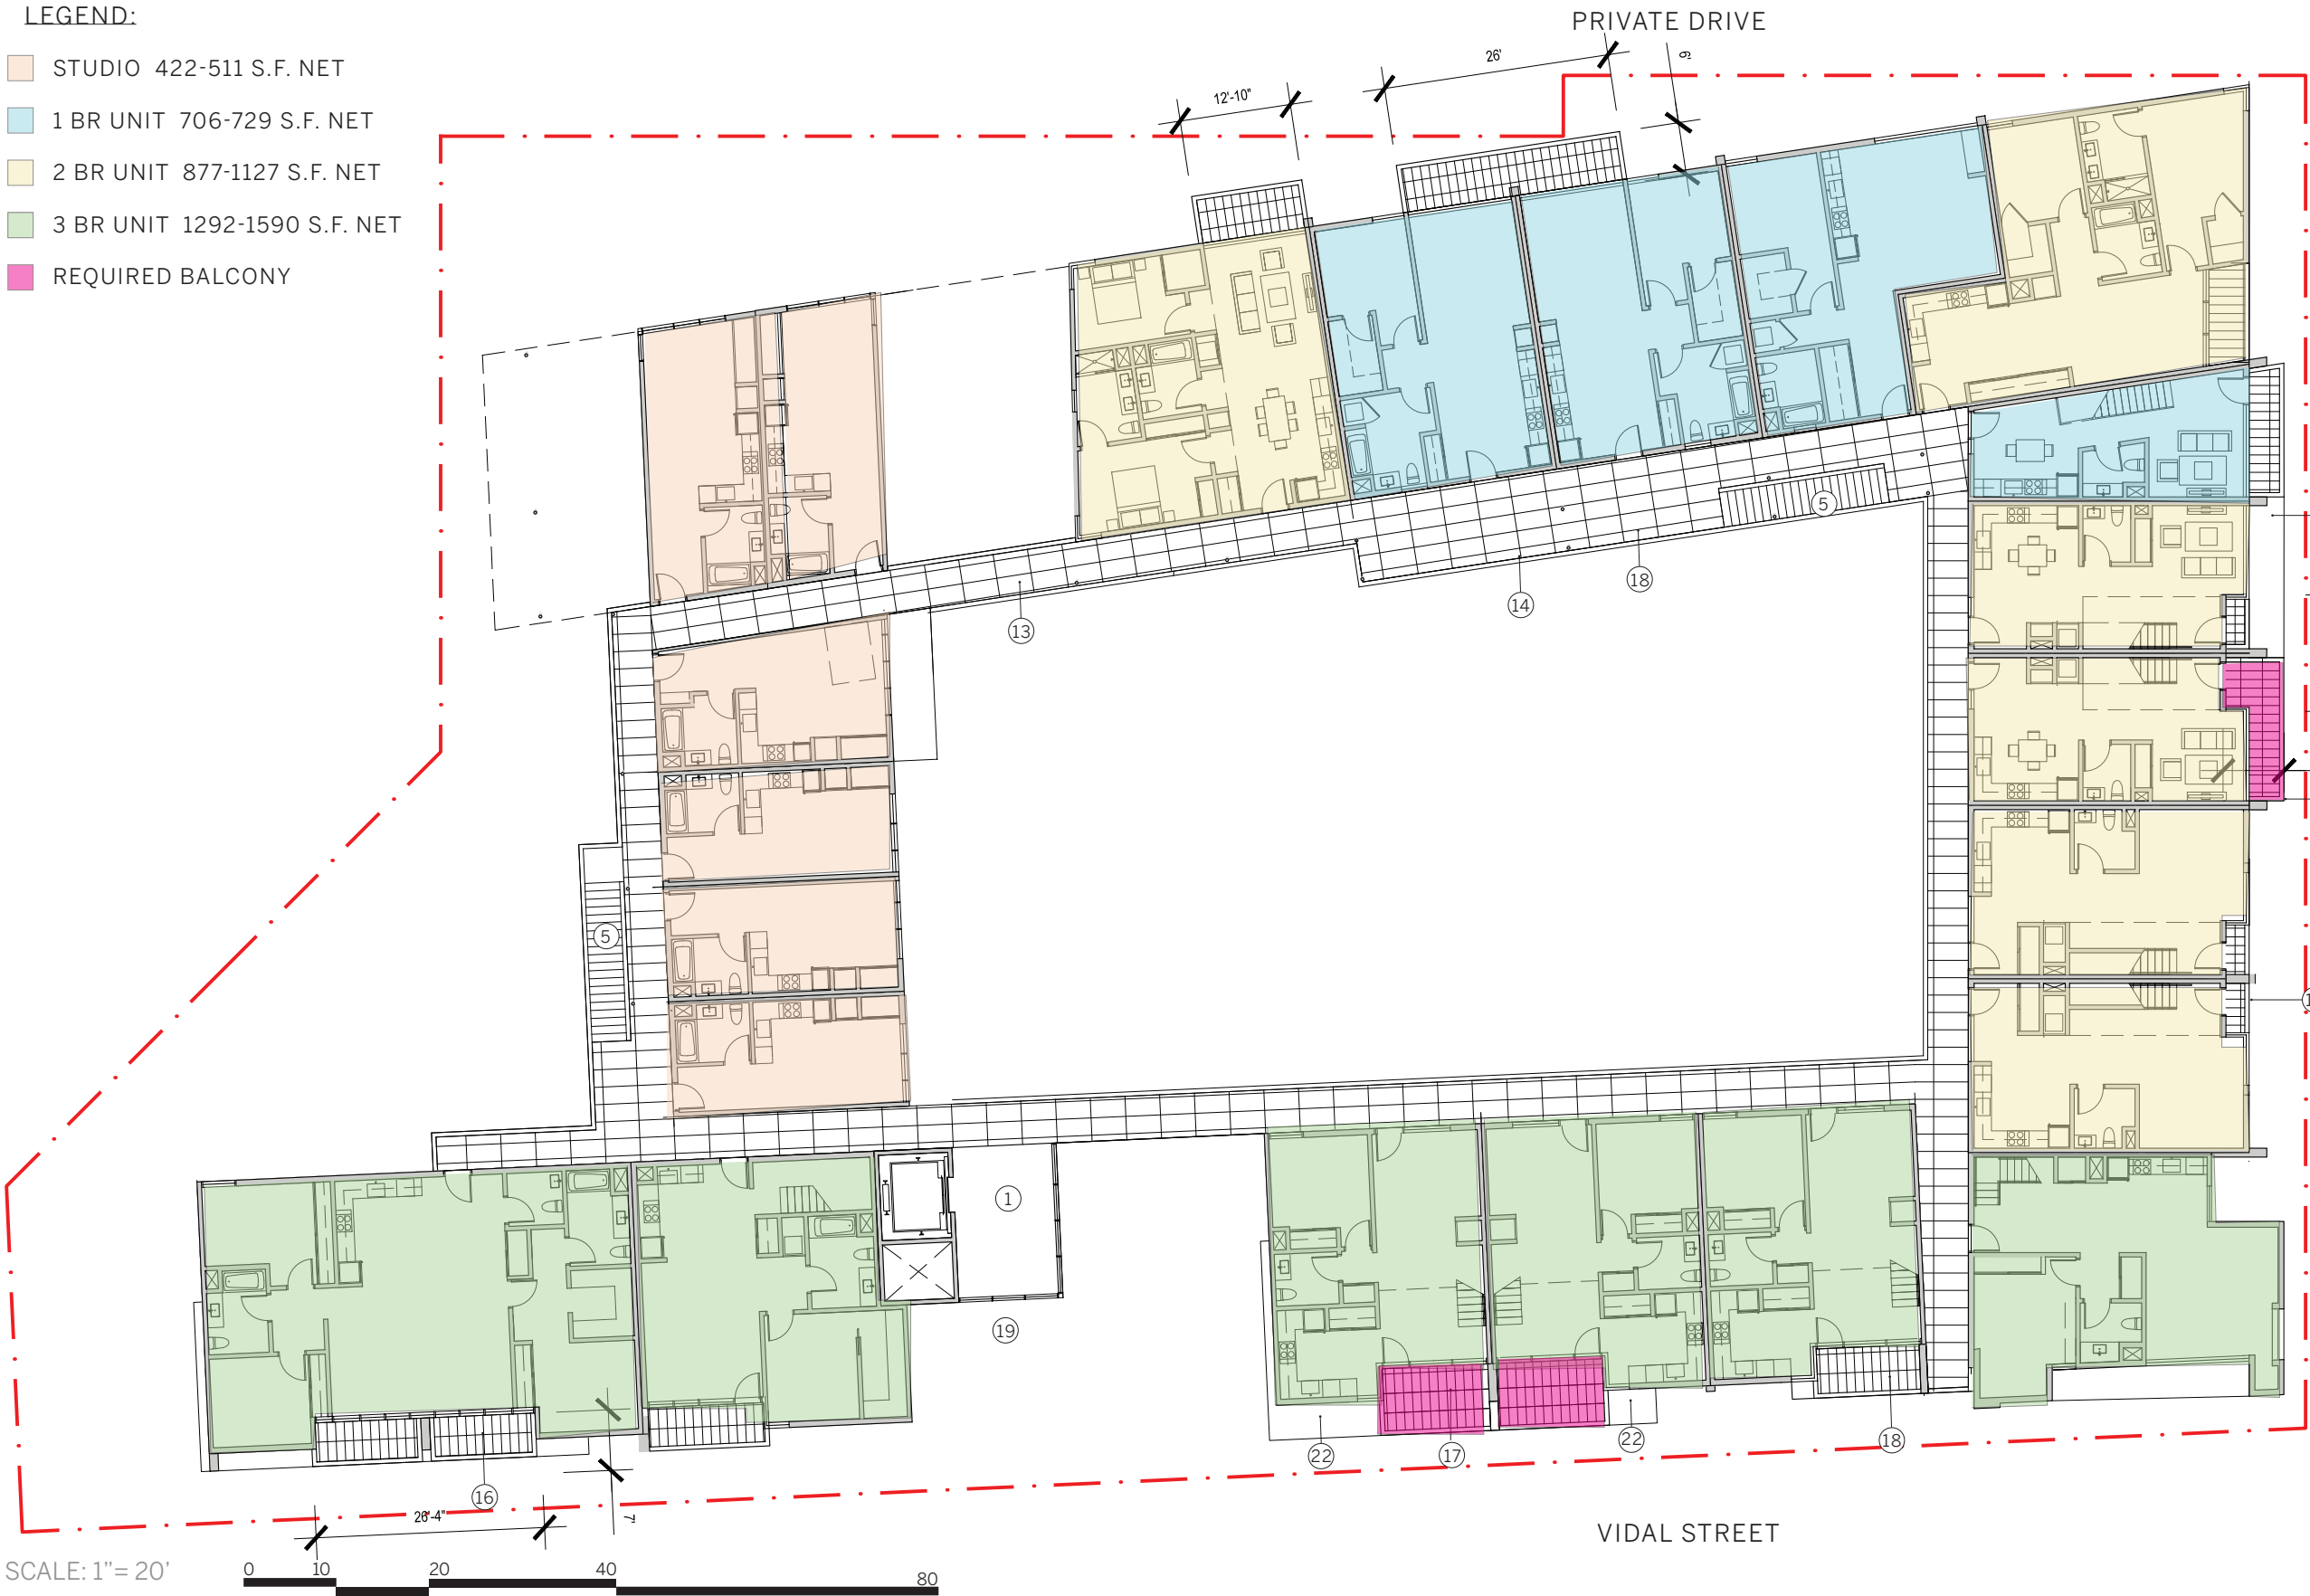 LEGEND:
STUDIO 422-511 S.F. NET
1 BR UNIT 706-729 S.F. NET
2 BR UNIT 877-1127 S.F. NET
3 BR UNIT 1292-1590 S.F. NET
REQUIRED BALCONY
PRIVATE DRIVE
26'
6'
12'-10"
5
18
14
13
5
1
19
22
17
22
18
16
26'-4"
7'
VIDAL STREET
SCALE: 1”= 20’
0 10 20 40 80